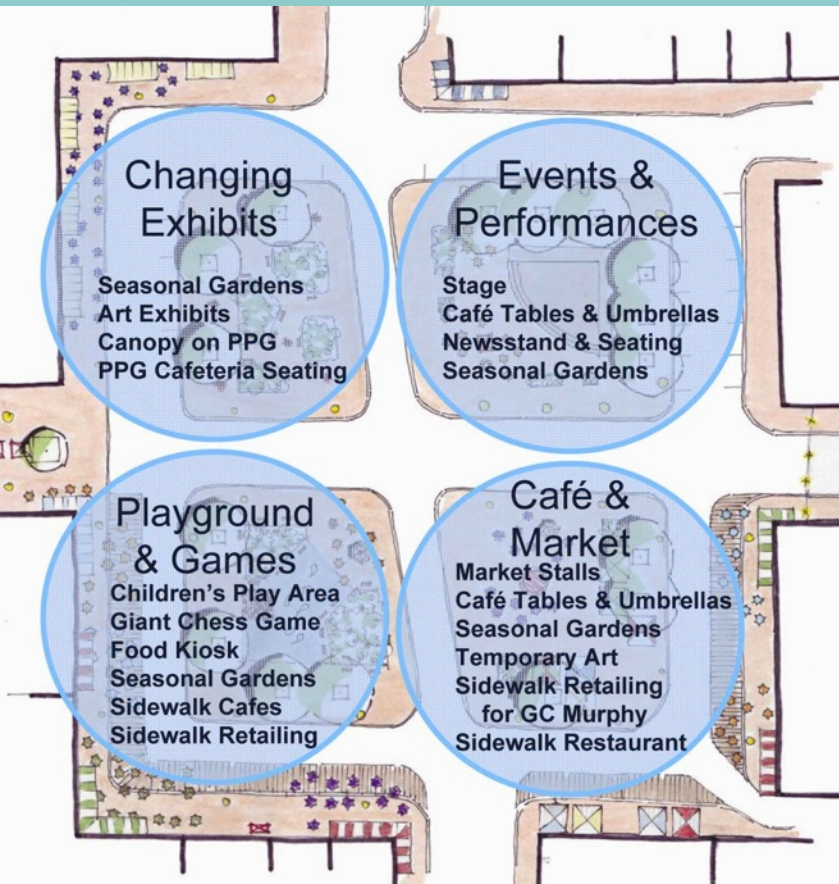 Changing
Exhibits
Seasonal Gardens
Art Exhibits
Canopy on PPG
PPG Cafeteria Seating
Events &
Performances
Stage
Café Tables & Umbrellas
Newsstand & Seating
Seasonal Gardens
Playground
& Games
Children's Play Area
Giant Chess Game
Food Kiosk
Seasonal Gardens
Sidewalk Cafes
Sidewalk Retailing
Café &
Market
Market Stalls
Café Tables & Umbrellas
Seasonal Gardens
Temporary Art
Sidewalk Retailing
for GC Murphy
Sidewalk Restaurant